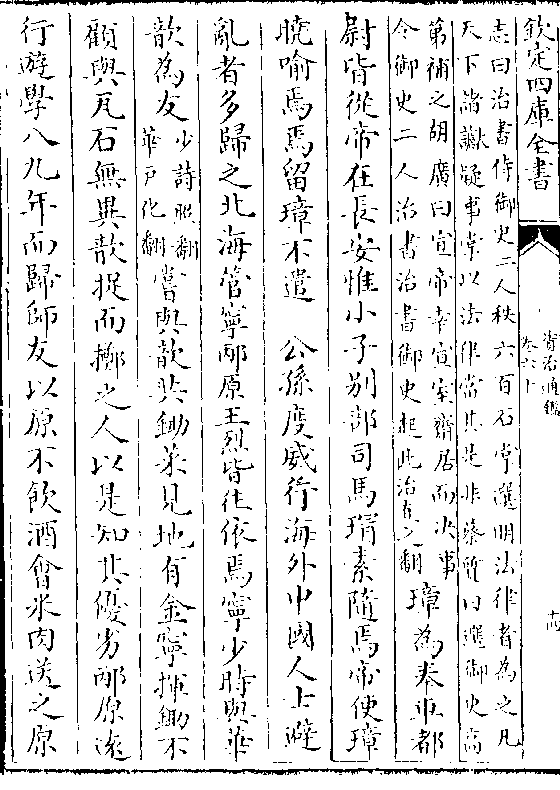 欽定四庫全書
志曰治書侍御史二人秩六百石常選明法律者為之凡
天下諸讞疑事常以法律當其是非蔡質曰選御史高
第補之胡廣曰宣帝幸宣室齋居而决事
令御史二人治書治書御史起此治直之翻
璋為奉車都
尉皆從帝在長安惟小子别部司馬瑁素隨焉帝使璋
曉喻焉焉留璋不遣 公孫度威行海外中國人士避
亂者多歸之北海管寧邴原王烈皆往依焉寧少時與華
歆為友
少詩照翻
華戶化翻
嘗與歆共鋤菜見地有金寧揮鋤不
顧與瓦石無異歆捉而擲之人以是知其優劣邴原遠
行遊學八九年而歸師友以原不飲酒會米肉送之原
資治通鑑
卷六十
十四